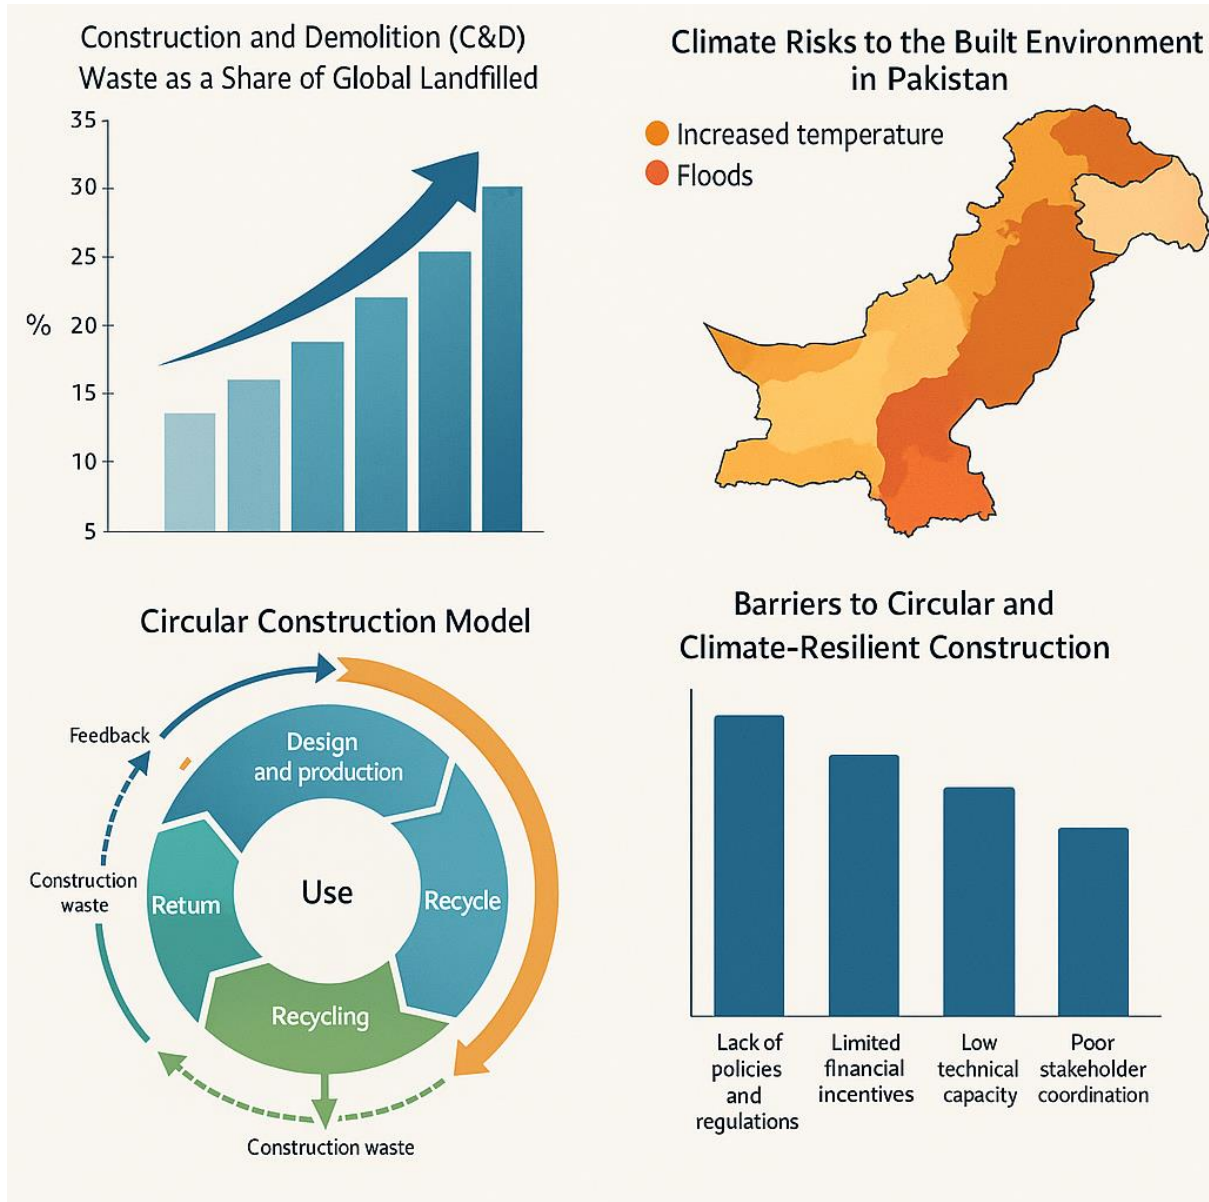 Construction and Demolition (C&D)
Waste as a Share of Global Landfilled
35
30
25
%
20
15
10
5
Climate Risks to the Built Environment
in Pakistan
Increased temperature
Floods
Circular Construction Model
Feedback
Design
and production
Construction
waste
Return
Use
Recycle
Recycling
Construction waste
Barriers to Circular and
Climate-Resilient Construction
Lack of
policies
and
regulations
Limited
financial
incentives
Low
technical
capacity
Poor
stakeholder
coordination